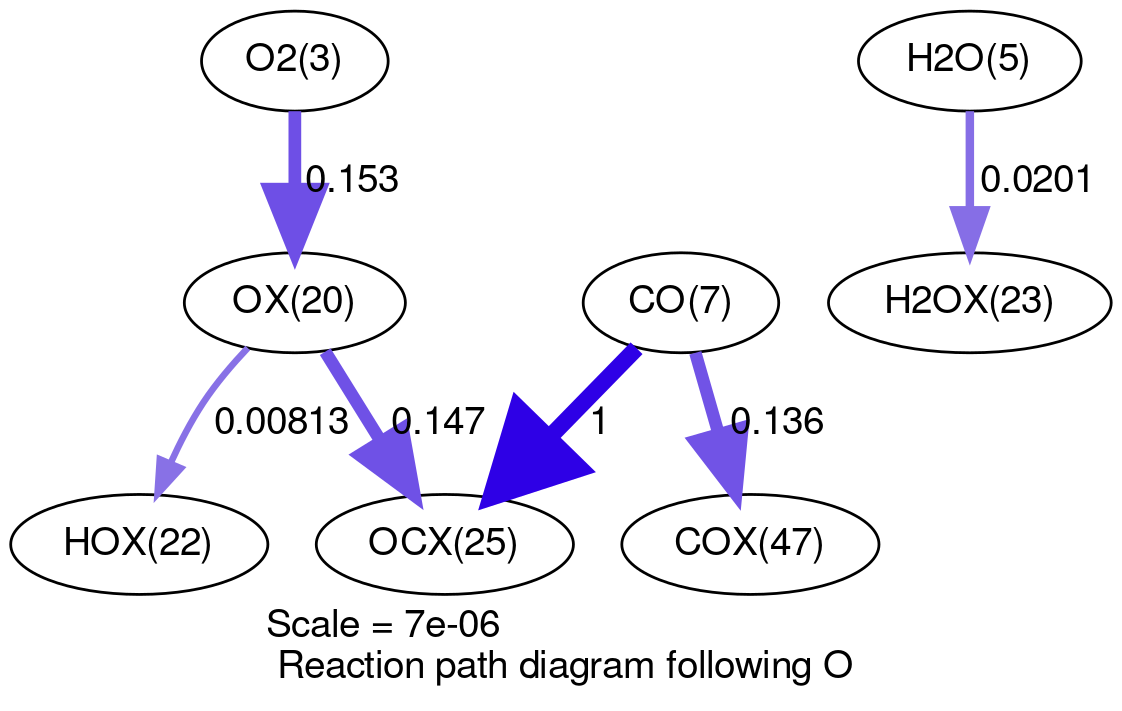 O2(3)
H2O(5)
0.153
0.0201
OX(20)
CO(7)
H2OX(23)
0.00813
0.147
1
0.136
HOX(22)
OCX(25)
COX(47)
Scale = 7e-06
Reaction path diagram following O